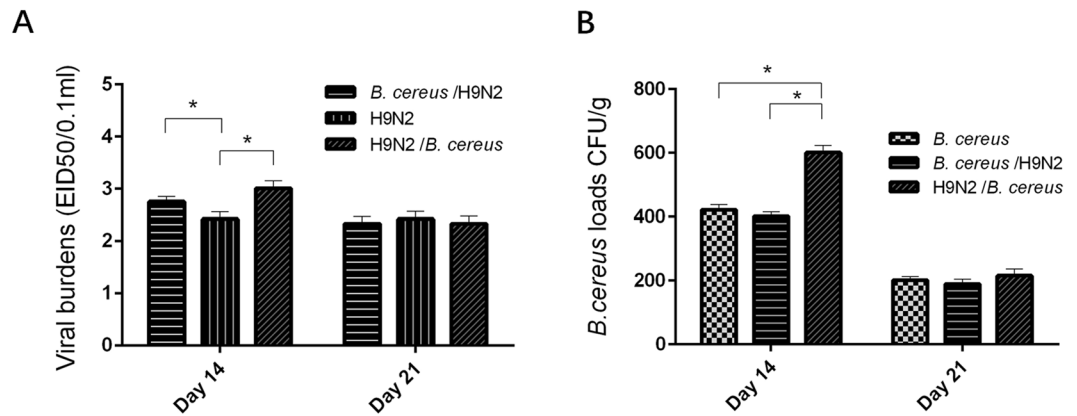 A
Viral burdens (EID50/0.1ml)
5
4
3
2
1
0
*
*
B. cereus /H9N2
H9N2
H9N2 /B. cereus
Day 14
Day 21
B
B.cereus loads CFU/g
800
600
400
200
0
*
*
B. cereus
B. cereus /H9N2
H9N2 /B. cereus
Day 14
Day 21